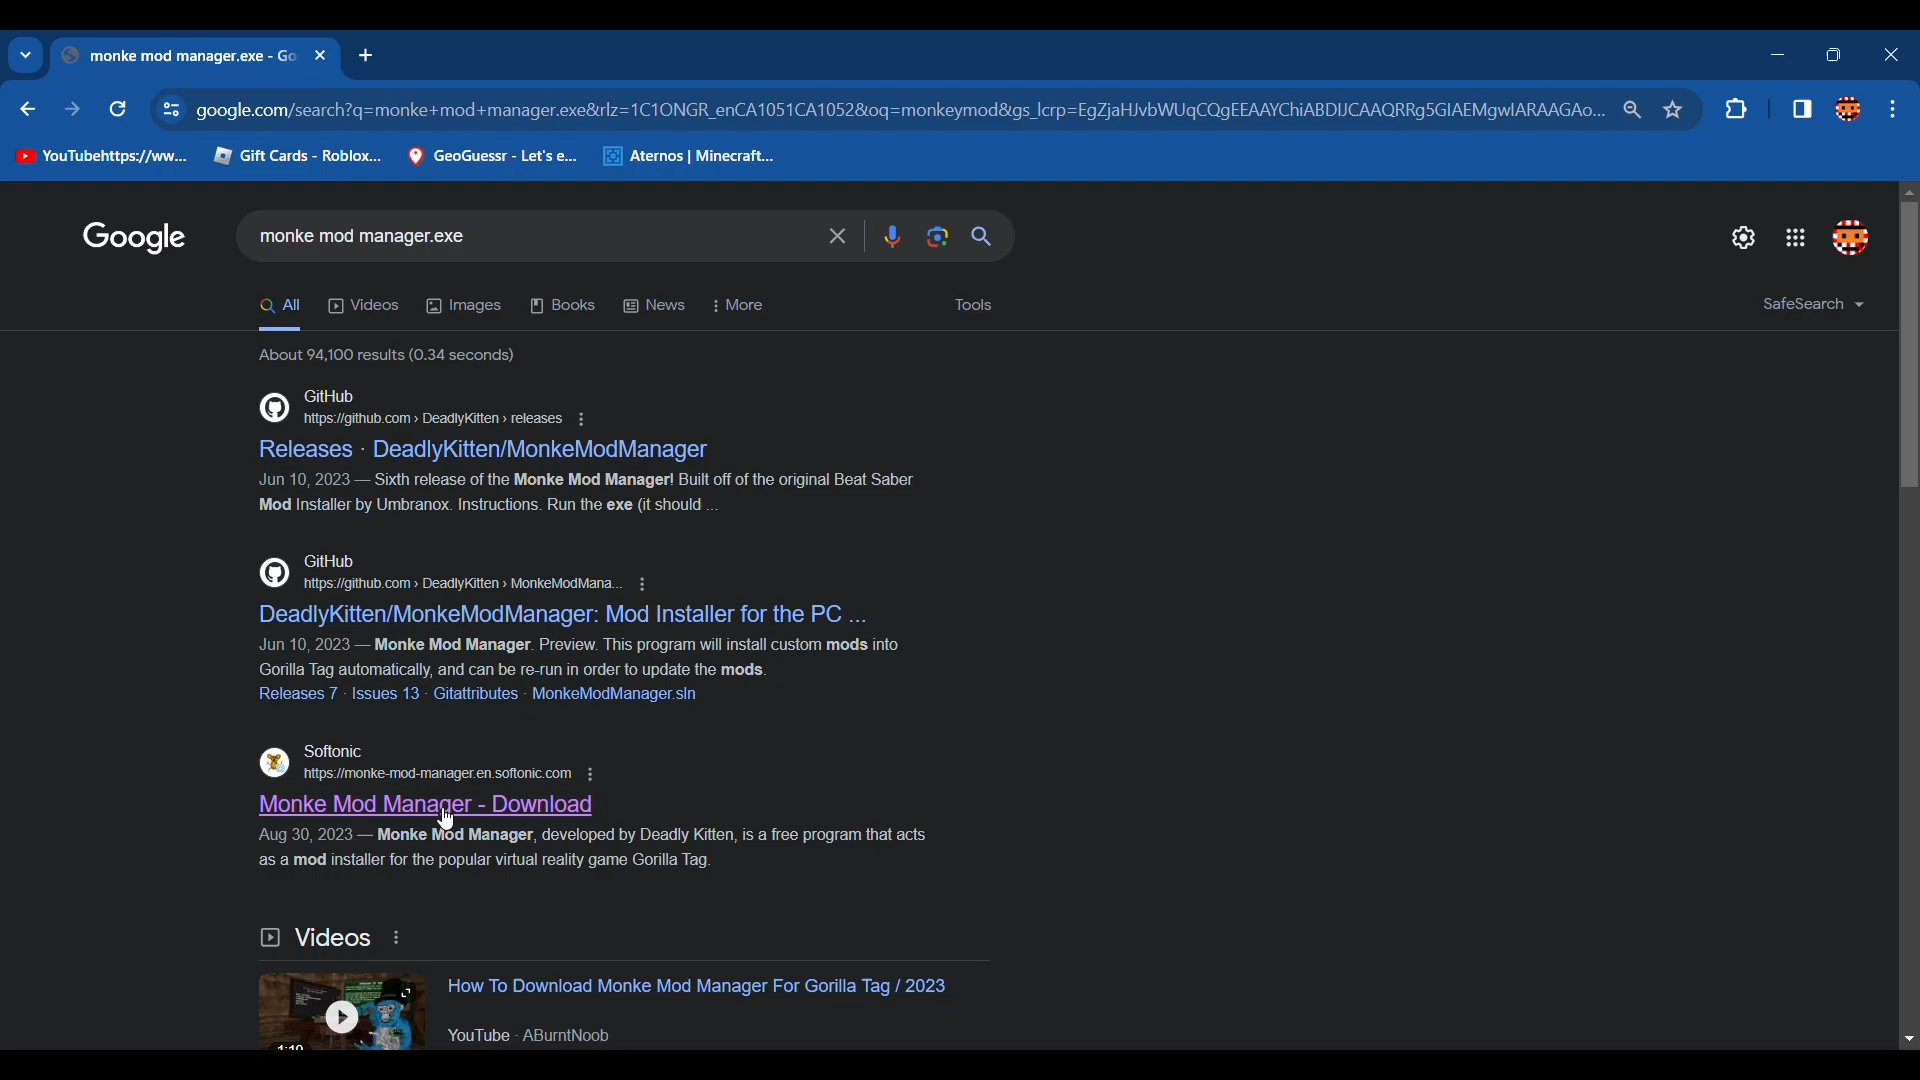 monke mod manager.exe - Go
google.com/search?q=monke+mod+manager.exe&rlz=1C1ONGR_enCA1051CA1052&oq=monkeymod&gs_lcrp=EgZjaHJvbWUqCQgEEAAYChiABDIJCAAQRRg5GIAEMgwIARAAGAo...
YouTubehttps://ww... Gift Cards - Roblox... GeoGuessr - Let's e... Aternos | Minecraft...
Google monke mod manager.exe
All Videos Images Books News More Tools SafeSearch
About 94,100 results (0.34 seconds)
GitHub
https://github.com › DeadlyKitten › releases
Releases · DeadlyKitten/MonkeModManager
Jun 10, 2023 — Sixth release of the Monke Mod Manager! Built off of the original Beat Saber
Mod Installer by Umbranox. Instructions. Run the exe (it should ...
GitHub
https://github.com › DeadlyKitten › MonkeModMana...
DeadlyKitten/MonkeModManager: Mod Installer for the PC ...
Jun 10, 2023 — Monke Mod Manager. Preview. This program will install custom mods into
Gorilla Tag automatically, and can be re-run in order to update the mods.
Releases 7 · Issues 13 · Gitattributes · MonkeModManager.sln
Softonic
https://monke-mod-manager.en.softonic.com
Monke Mod Manager - Download
Aug 30, 2023 — Monke Mod Manager, developed by Deadly Kitten, is a free program that acts
as a mod installer for the popular virtual reality game Gorilla Tag.
Videos
How To Download Monke Mod Manager For Gorilla Tag / 2023
YouTube · ABurntNoob